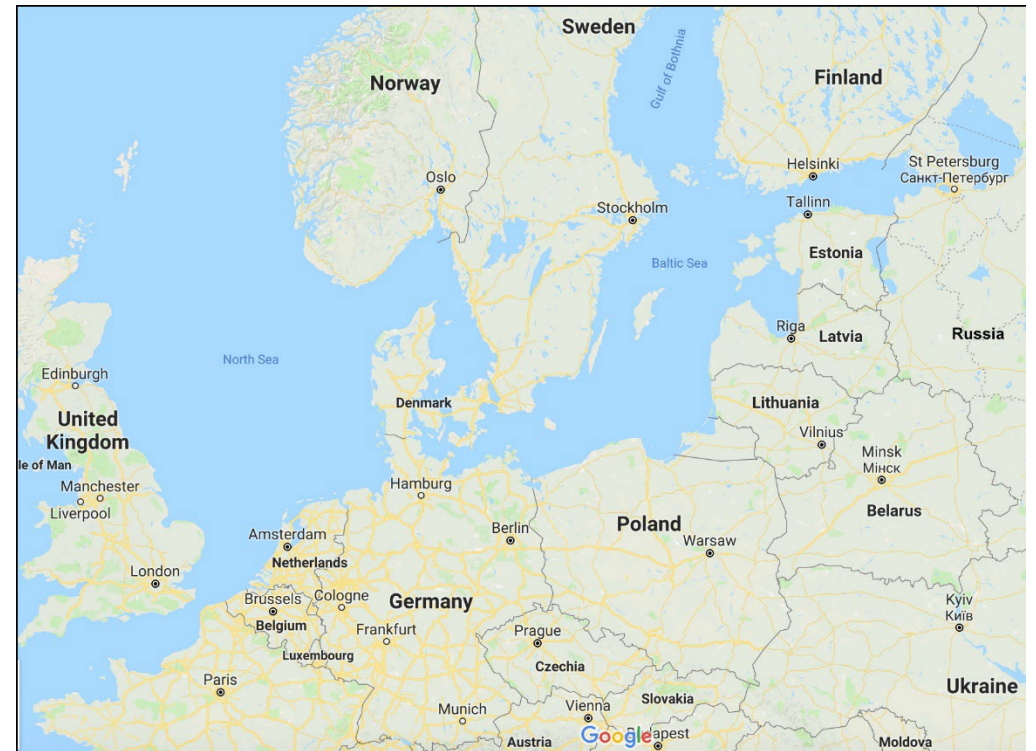 Sweden
Norway
Finland
Gulf of Bothnia
Helsinki
St Petersburg
Санкт-Петербург
Oslo
Stockholm
Tallinn
Estonia
Baltic Sea
Riga
Latvia
Russia
North Sea
Edinburgh
Denmark
Lithuania
United
Kingdom
Vilnius
Minsk
Мінск
le of Man
Manchester
Liverpool
Hamburg
Belarus
Amsterdam
Netherlands
Berlin
Poland
Warsaw
London
Brussels
Belgium
Cologne
Germany
Kyiv
Київ
Frankfurt
Luxembourg
Prague
Czechia
Paris
Slovakia
Ukraine
Munich
Vienna
Google
apest
Austria
Moldova